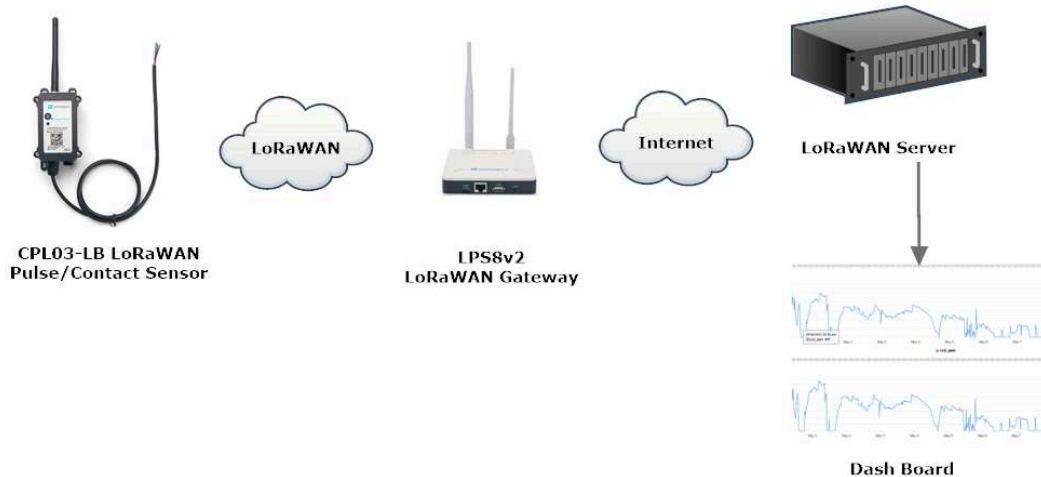 LoRaWAN
Internet
LoRaWAN Server
CPL03-LB LoRaWAN
Pulse/Contact Sensor
LPS8v2
LoRaWAN Gateway
Dash Board